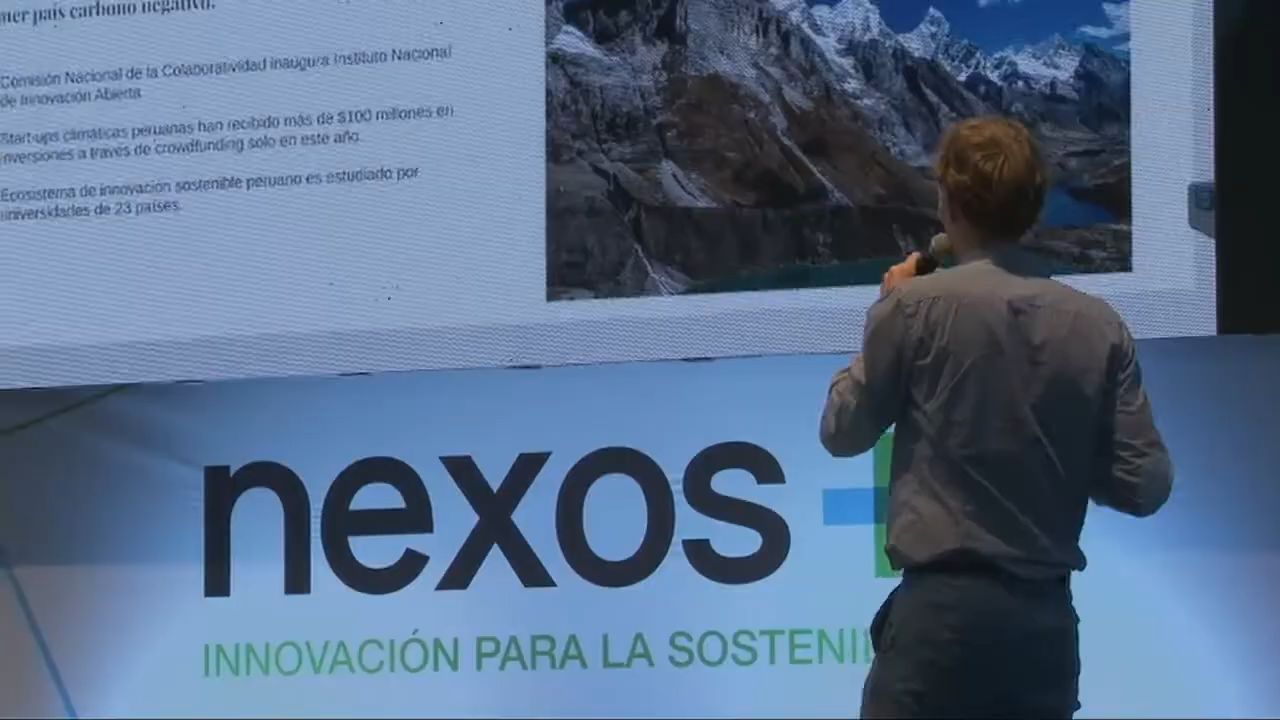 mer país carbono negativo.
Comisión Nacional de la Colaboratividad inaugura Instituto Nacional
de Innovación Abierta
Start-ups climáticas peruanas han recibido más de $100 millones en
inversiones a través de crowdfunding solo en este año.
Ecosistema de innovación sostenible peruano es estudiado por
universidades de 23 países.
nexos+
INNOVACIÓN PARA LA SOSTENI